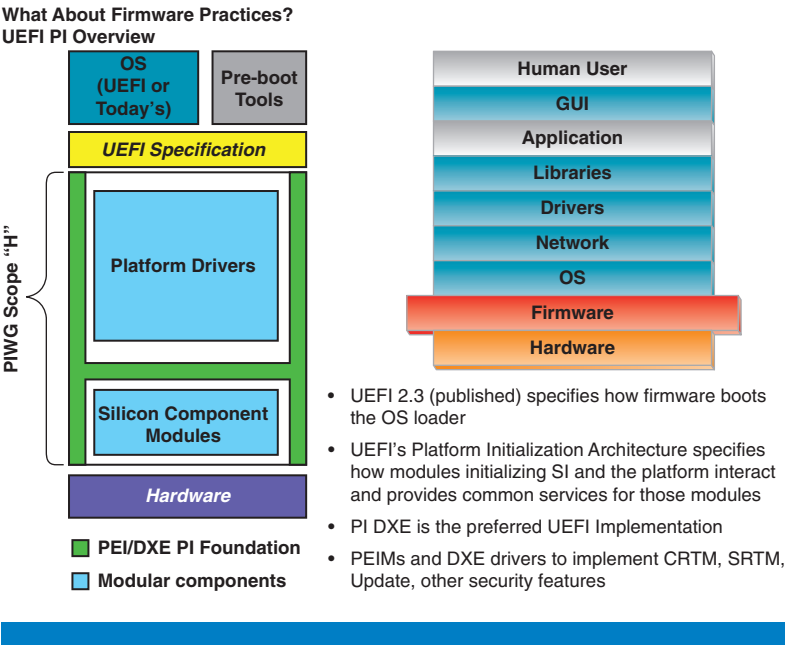 What About Firmware Practices?
UEFI PI Overview
OS
(UEFI or
Today's)
Pre-boot
Tools
UEFI Specification
PIWG Scope “H”
Platform Drivers
Silicon Component
Modules
Hardware
PEI/DXE PI Foundation
Modular components
Human User
GUI
Application
Libraries
Drivers
Network
OS
Firmware
Hardware
• UEFI 2.3 (published) specifies how firmware boots
the OS loader
• UEFI's Platform Initialization Architecture specifies
how modules initializing SI and the platform interact
and provides common services for those modules
• PI DXE is the preferred UEFI Implementation
• PEIMs and DXE drivers to implement CRTM, SRTM,
Update, other security features